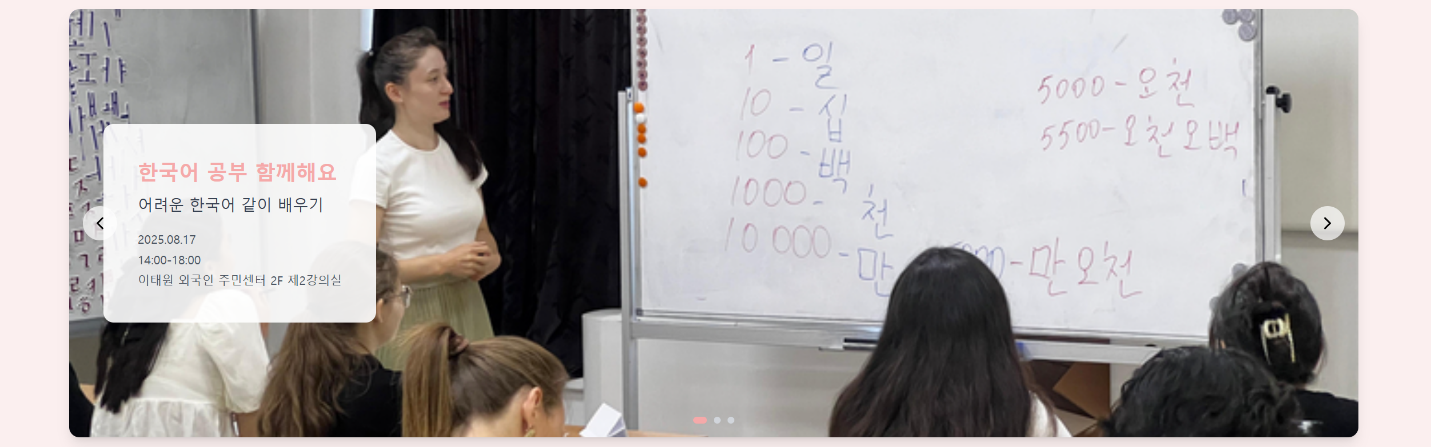 한국어 공부 함께해요
어려운 한국어 같이 배우기
2025.08.17
14:00-18:00
이태원 외국인 주민센터 2F 제2강의실
1 - 일
10 - 십
100 - 백
1000 - 천
10 000 - 만
5000 - 오천
5500 - 오천오백
000 - 만 오천